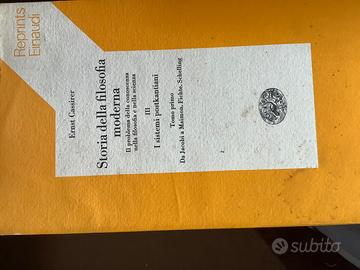 Reprints
Einaudi
Ernst Cassirer
Storia della filosofia
moderna
Il problema della conoscenza
nella filosofia e nella scienza
III
I sistemi postkantiani
Tomo primo
Da Jacobi a Maimon, Fichte, Schelling
subito